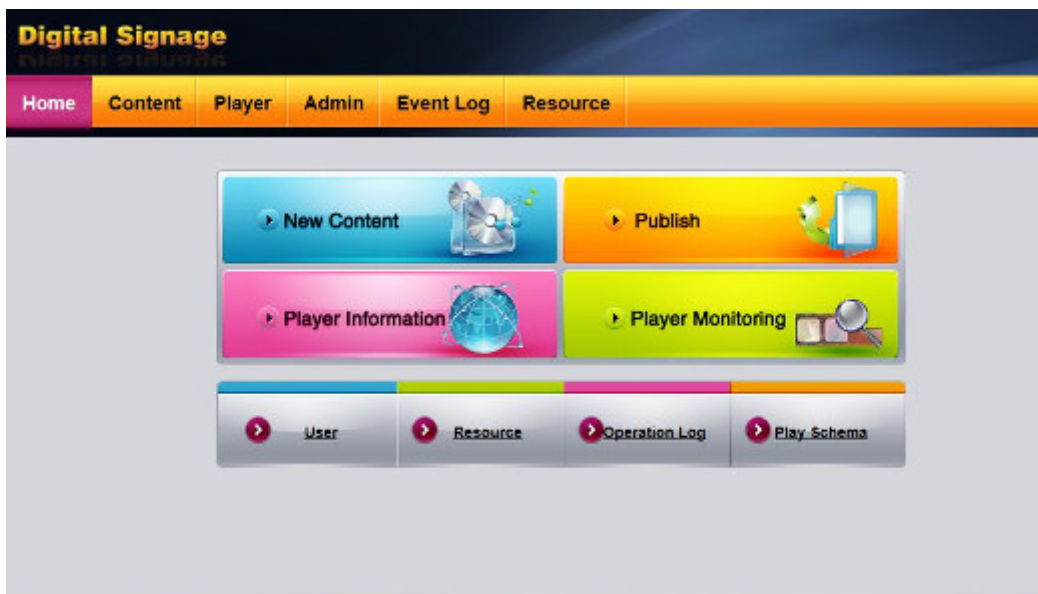 Digital Signage
Home Content Player Admin Event Log Resource
New Content Publish
Player Information Player Monitoring
User Resource Operation Log Play Schema